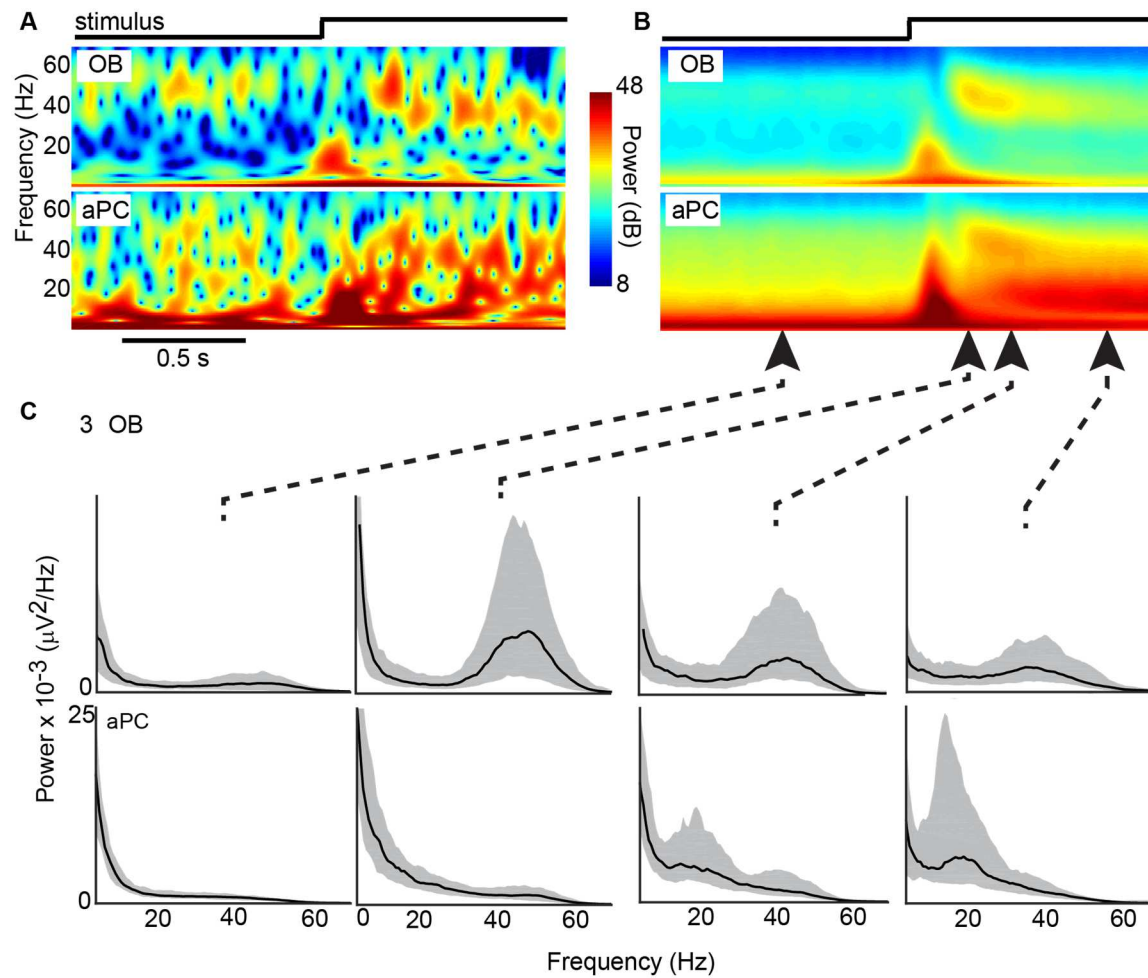 A
stimulus
B
OB
OB
60
40
20
Frequency (Hz)
aPC
aPC
60
40
20
48
Power (dB)
8
0.5 s
C
3 OB
0
Power x 10-3 (μV2/Hz)
25
aPC
0
20 40 60
0 20 40 60
20 40 60
20 40 60
Frequency (Hz)